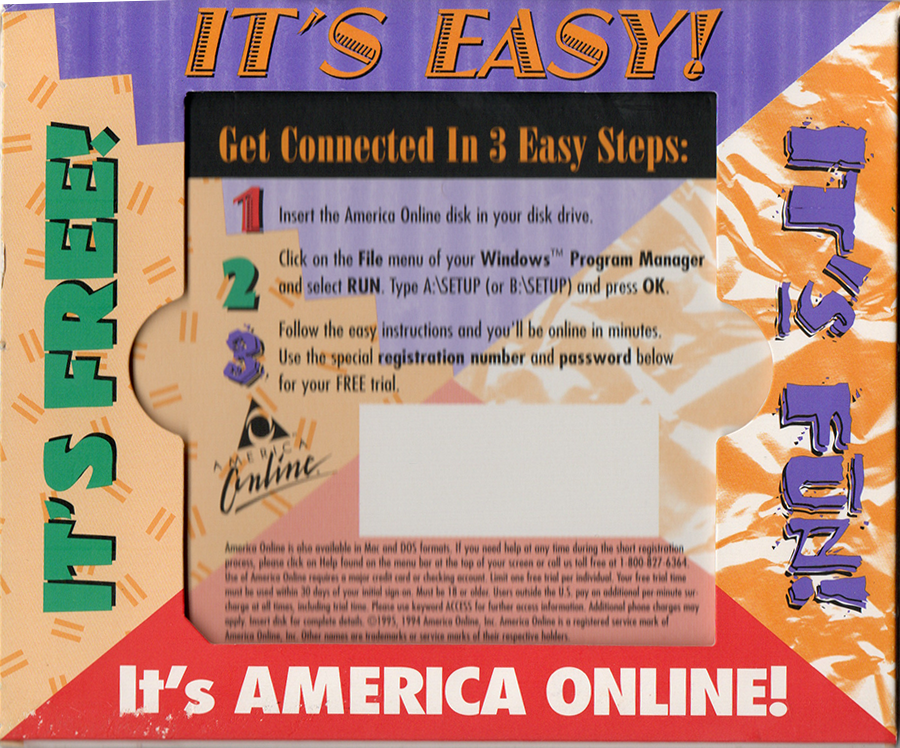 IT'S EASY!
IT'S FREE!
Get Connected In 3 Easy Steps:
1 Insert the America Online disk in your disk drive.
2 Click on the File menu of your Windows™ Program Manager
and select RUN. Type A:\SETUP (or B:\SETUP) and press OK.
3 Follow the easy instructions and you'll be online in minutes.
Use the special registration number and password below
for your FREE trial.
AMERICA
Online
America Online is also available in Mac and DOS formats. If you need help at any time during the short registration
process, please click on Help found on the menu bar at the top of your screen or call us toll free at 1-800-827-6364.
Use of America Online requires a major credit card or checking account. Limit one free trial per individual. Your free trial time
must be used within 30 days of your initial sign-on. Must be 18 or older. Users outside the U.S. pay an additional per minute sur-
charge at all times, including trial time. Please use keyword ACCESS for further access information. Additional phone charges may
apply. Insert disk for complete details. ©1995, 1994 America Online, Inc. America Online is a registered service mark of
America Online, Inc. Other names are trademarks or service marks of their respective holders.
IT'S FUN!
It's AMERICA ONLINE!